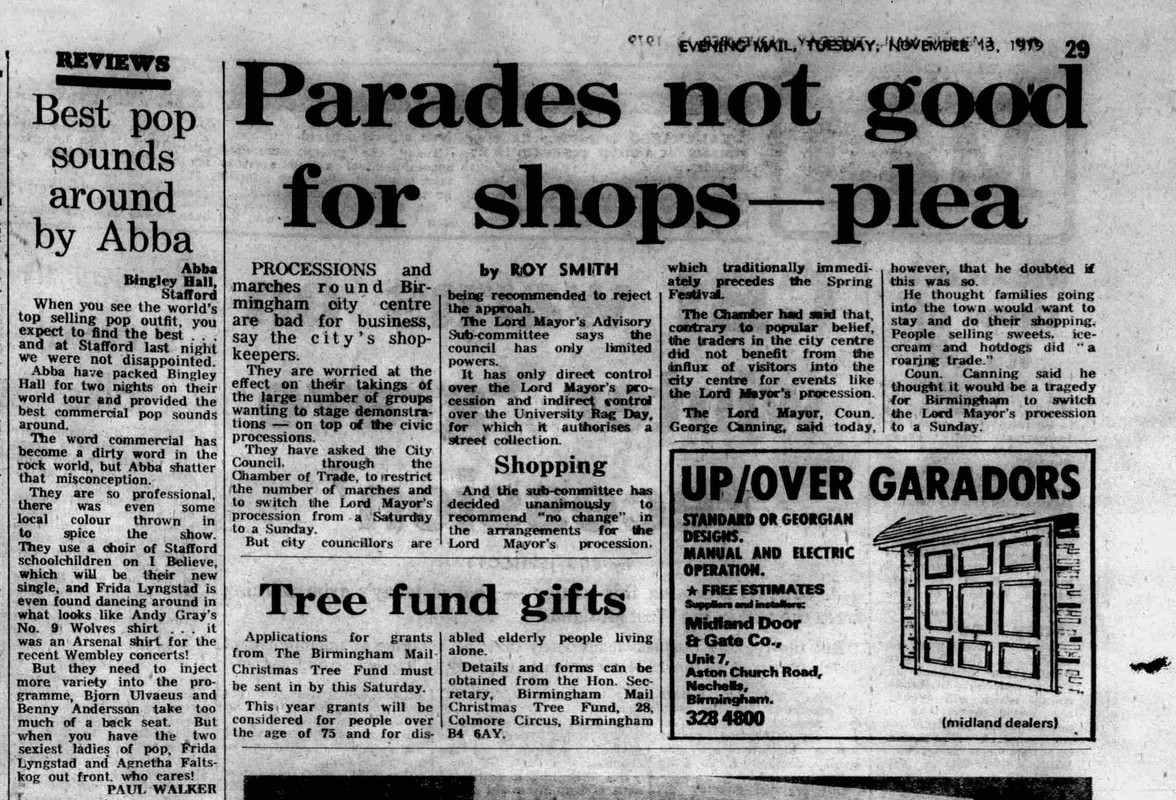 EVENING MAIL, TUESDAY, NOVEMBER 13, 1979 29
REVIEWS
Best pop
sounds
around
by Abba
Abba
Bingley Hall,
Stafford
When you see the world's
top selling pop outfit, you
expect to find the best . . .
and at Stafford last night
we were not disappointed.
Abba have packed Bingley
Hall for two nights on their
world tour and provided the
best commercial pop sounds
around.
The word commercial has
become a dirty word in the
rock world, but Abba shatter
that misconception.
They are so professional,
there was even some
local colour thrown in
to spice the show.
They use a choir of Stafford
schoolchildren on I Believe,
which will be their new
single, and Frida Lyngstad is
even found dancing around in
what looks like Andy Gray's
No. 9 Wolves shirt . . . it
was an Arsenal shirt for the
recent Wembley concerts!
But they need to inject
more variety into the pro-
gramme, Bjorn Ulvaeus and
Benny Andersson take too
much of a back seat. But
when you have the two
sexiest ladies of pop, Frida
Lyngstad and Agnetha Falts-
kog out front, who cares!
PAUL WALKER
Parades not good
for shops—plea
PROCESSIONS and
marches round Bir-
mingham city centre
are bad for business,
say the city's shop-
keepers.
They are worried at the
effect on their takings of
the large number of groups
wanting to stage demonstra-
tions — on top of the civic
processions.
They have asked the City
Council, through the
Chamber of Trade, to restrict
the number of marches and
to switch the Lord Mayor's
procession from a Saturday
to a Sunday.
But city councillors are
by ROY SMITH
being recommended to reject
the approah.
The Lord Mayor's Advisory
Sub-committee says the
council has only limited
powers.
It has only direct control
over the Lord Mayor's pro-
cession and indirect control
over the University Rag Day,
for which it authorises a
street collection.
Shopping
And the sub-committee has
decided unanimously to
recommend "no change" in
the arrangements for the
Lord Mayor's procession.
which traditionally immedi-
ately precedes the Spring
Festival.
The Chamber had said that,
contrary to popular belief,
the traders in the city centre
did not benefit from the
influx of visitors into the
city centre for events like
the Lord Mayor's procession.
The Lord Mayor, Coun.
George Canning, said today,
however, that he doubted if
this was so.
He thought families going
into the town would want to
stay and do their shopping.
People selling sweets, ice-
cream and hotdogs did "a
roaring trade."
Coun. Canning said he
thought it would be a tragedy
for Birmingham to switch
the Lord Mayor's procession
to a Sunday.
Tree fund gifts
Applications for grants
from The Birmingham Mail
Christmas Tree Fund must
be sent in by this Saturday.
This year grants will be
considered for people over
the age of 75 and for dis-
abled elderly people living
alone.
Details and forms can be
obtained from the Hon. Sec-
retary, Birmingham Mail
Christmas Tree Fund, 28,
Colmore Circus, Birmingham
B4 6AY.
UP/OVER GARADORS
STANDARD OR GEORGIAN
DESIGNS.
MANUAL AND ELECTRIC
OPERATION.
★ FREE ESTIMATES
Suppliers and installers:
Midland Door
& Gate Co.,
Unit 7,
Aston Church Road,
Nechells,
Birmingham.
328 4800
(midland dealers)